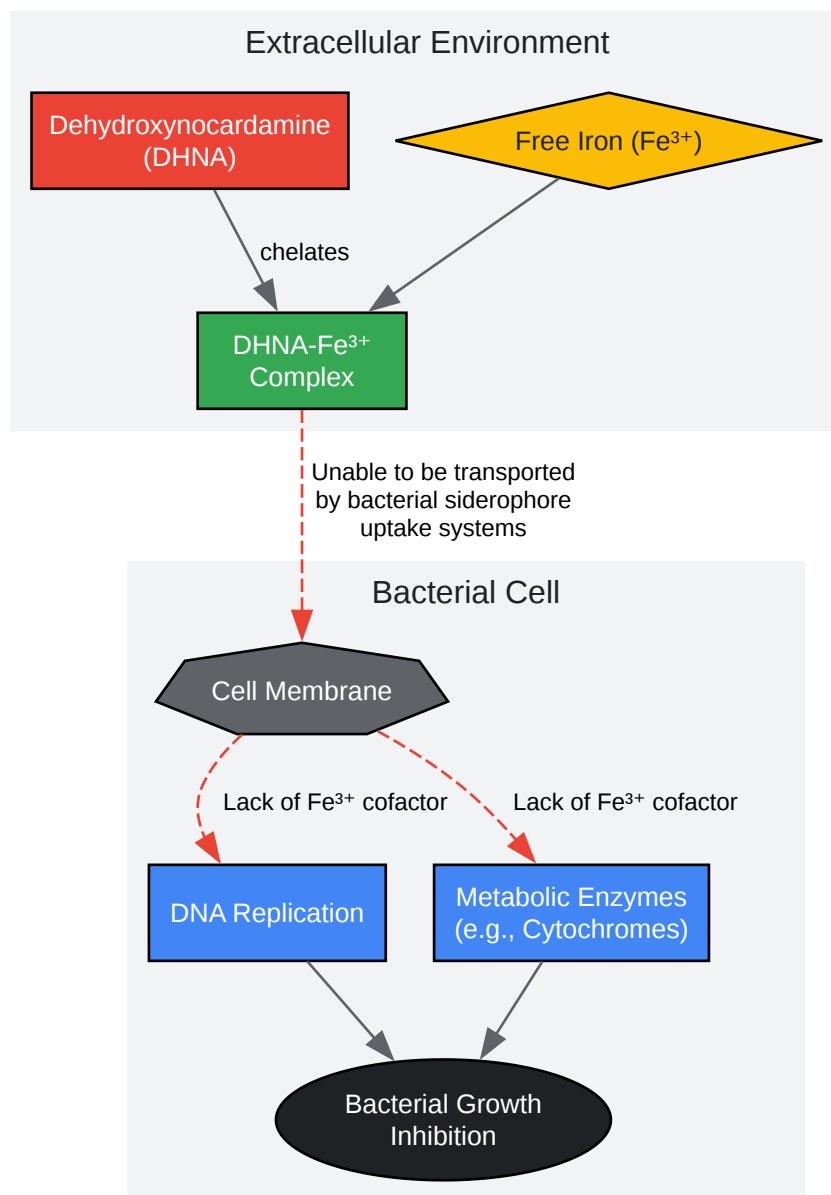 Extracellular Environment
Dehydroxynocardamine
(DHNA)
Free Iron (Fe³⁺)
chelates
DHNA-Fe³⁺
Complex
Unable to be transported
by bacterial siderophore
uptake systems
Bacterial Cell
Cell Membrane
Lack of Fe³⁺ cofactor
Lack of Fe³⁺ cofactor
DNA Replication
Metabolic Enzymes
(e.g., Cytochromes)
Bacterial Growth
Inhibition